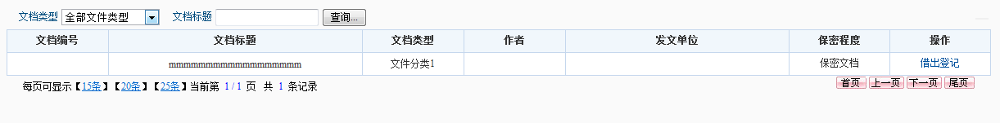 文档类型 全部文件类型 文档标题 查询...
文档编号 文档标题 文档类型 作者 发文单位 保密程度 操作
mmmmmmmmmmmmmmmmmm 文件分类1 保密文档 借出登记
每页可显示【15条】【20条】【25条】当前第 1 / 1 页 共 1 条记录 首页 上一页 下一页 尾页